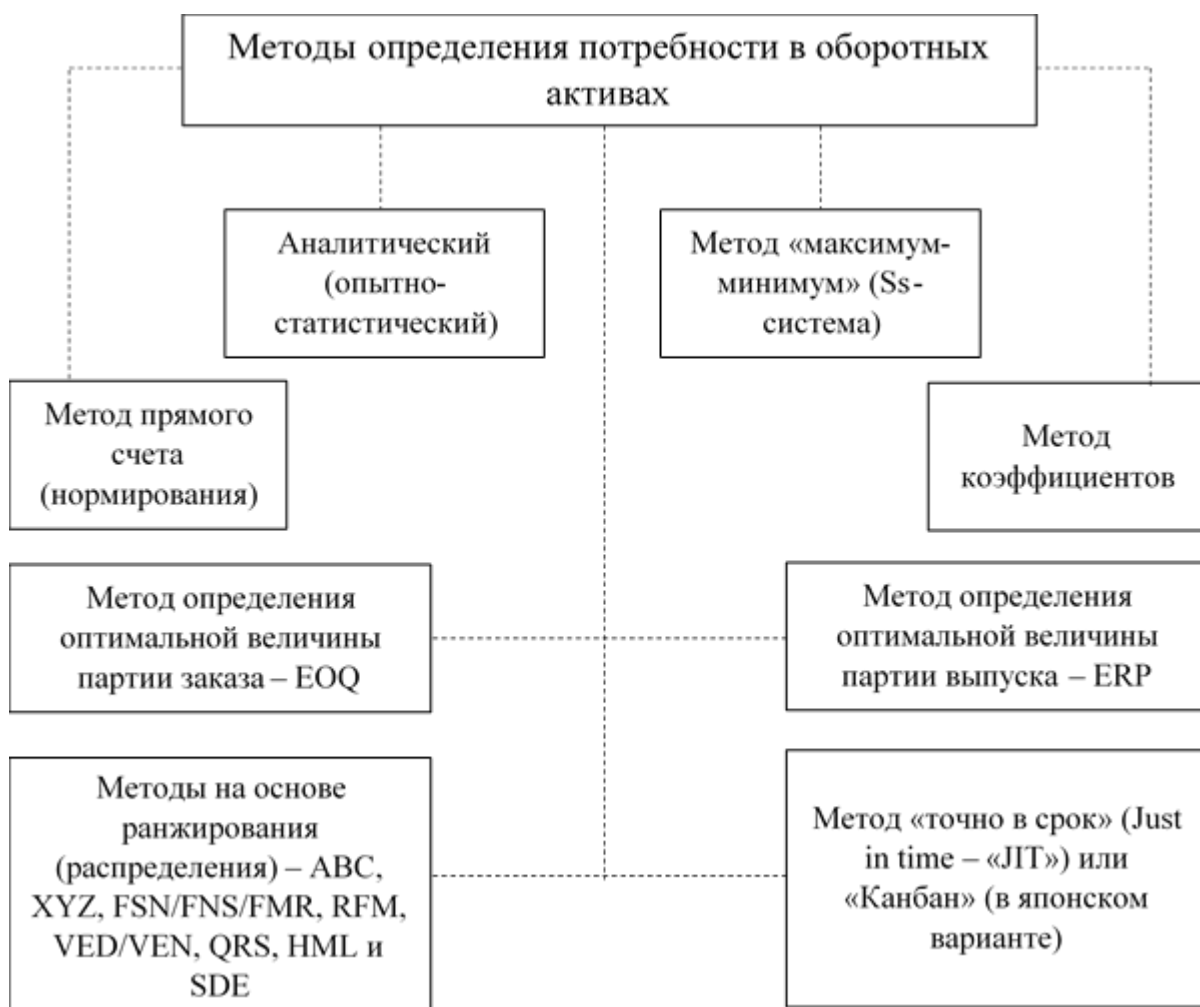 Методы определения потребности в оборотных
активах
Аналитический
(опытно-
статистический)
Метод «максимум-
минимум» (Ss-
система)
Метод прямого
счета
(нормирования)
Метод
коэффициентов
Метод определения
оптимальной величины
партии заказа – EOQ
Метод определения
оптимальной величины
партии выпуска – ERP
Методы на основе
ранжирования
(распределения) – ABC,
XYZ, FSN/FNS/FMR, RFM,
VED/VEN, QRS, HML и
SDE
Метод «точно в срок» (Just
in time – «JIT») или
«Канбан» (в японском
варианте)